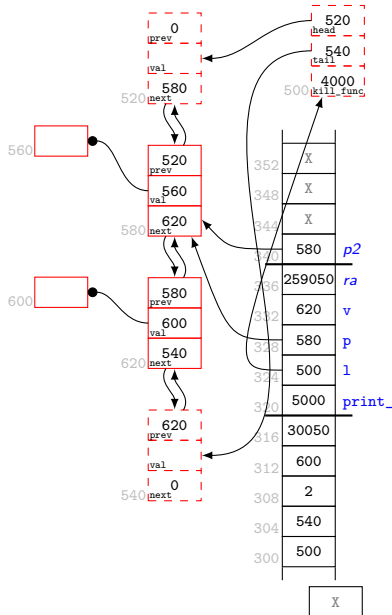 0
prev
val
580
520 next
520
head
540
tail
4000
500 kill_func
520
prev
560
val
620
580 next
560
580
prev
600
val
540
620 next
600
620
prev
val
0
540 next
352 X
348 X
344 X
340 580 p2
336 259050 ra
332 620 v
328 580 p
324 500 l
320 5000 print_
316 30050
312 600
308 2
304 540
300 500
X